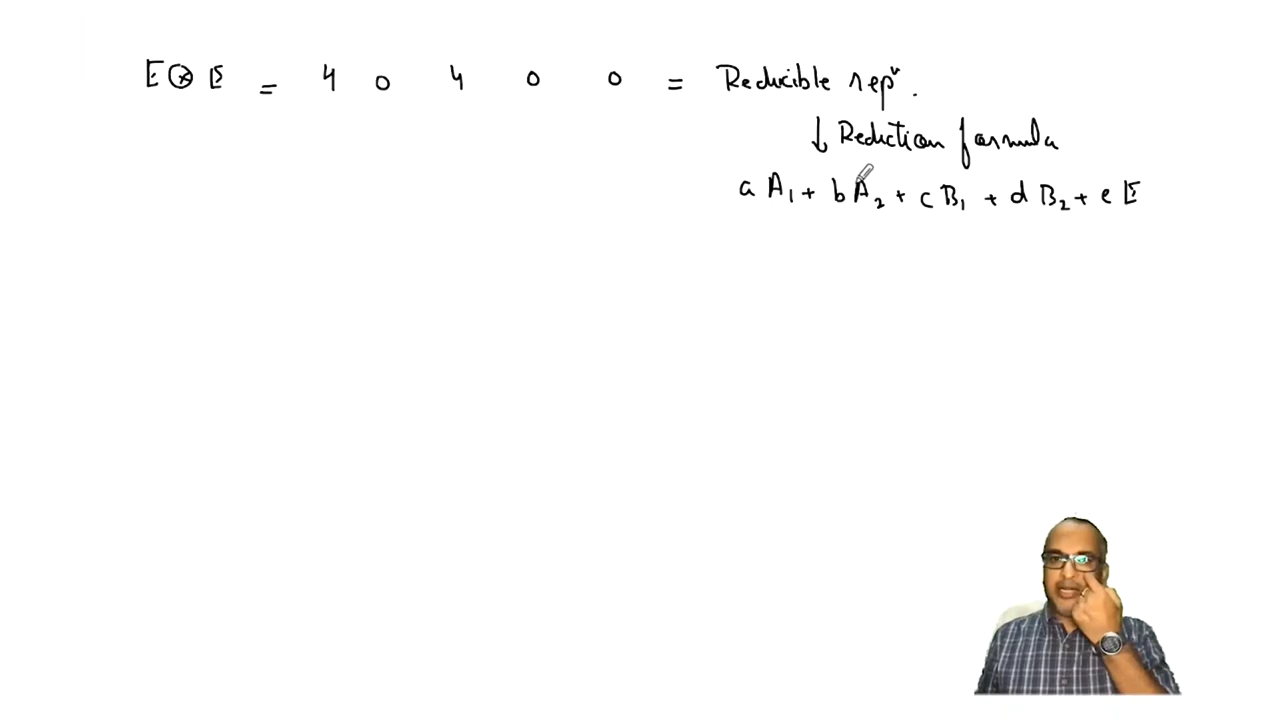 E ⊗ E = 4 0 4 0 0 = Reducible repⁿ.
↓ Reduction formula
a A₁ + b A₂ + c B₁ + d B₂ + e E